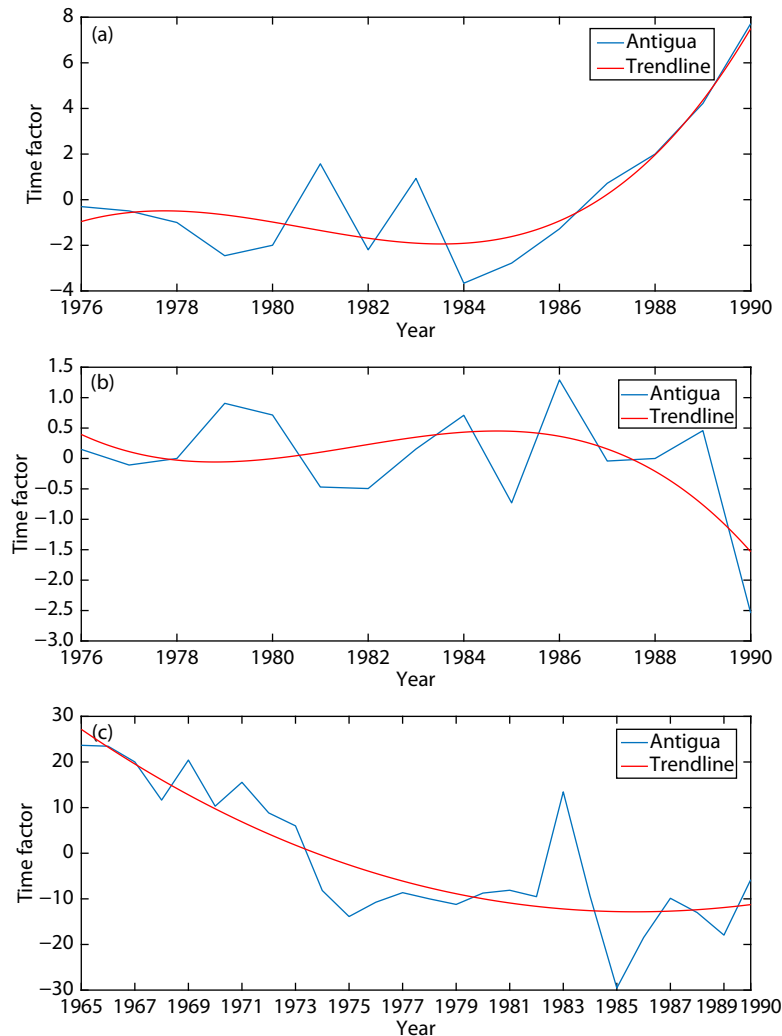 (a)
Antigua
Trendline
Time factor
8
6
4
2
0
−2
−4
1976 1978 1980 1982 1984 1986 1988 1990
Year
(b)
Antigua
Trendline
Time factor
1.5
1.0
0.5
0
−0.5
−1.0
−1.5
−2.0
−2.5
−3.0
1976 1978 1980 1982 1984 1986 1988 1990
Year
(c)
Antigua
Trendline
Time factor
30
20
10
0
−10
−20
−30
1965 1967 1969 1971 1973 1975 1977 1979 1981 1983 1985 1987 1989 1990
Year